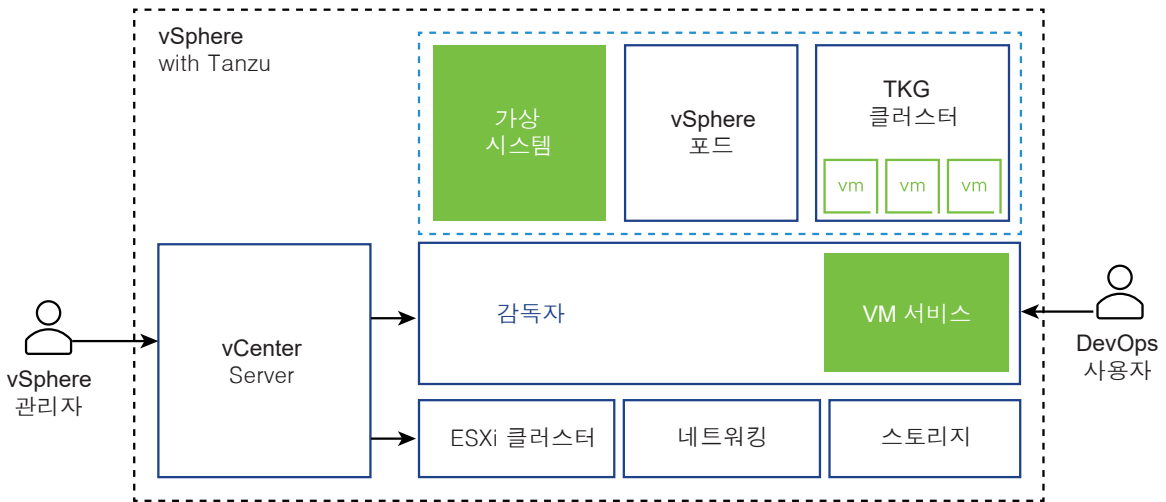 vSphere
with Tanzu
가상
시스템
vSphere
포드
TKG
클러스터
vm
vm
vm
vCenter
Server
감독자
VM 서비스
vSphere
관리자
DevOps
사용자
ESXi 클러스터
네트워킹
스토리지